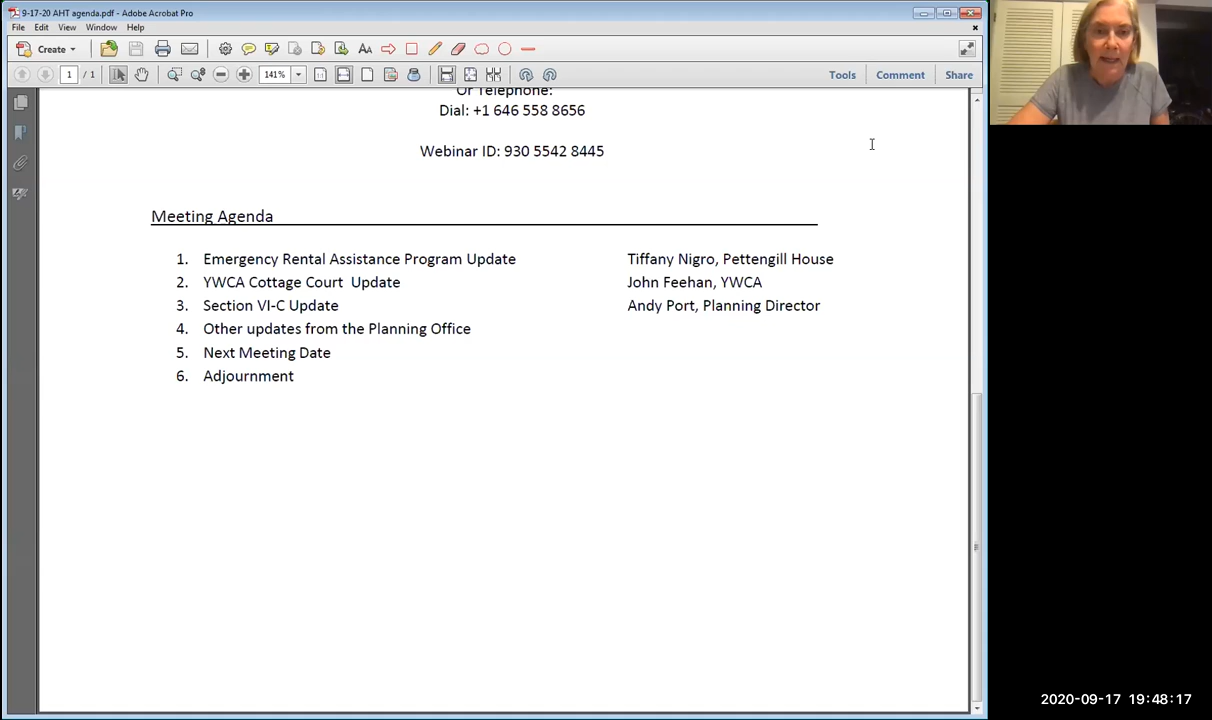 9-17-20 AHT agenda.pdf - Adobe Acrobat Pro
File Edit View Window Help
Create
1 / 1 141% Tools Comment Share
Or Telephone:
Dial: +1 646 558 8656
Webinar ID: 930 5542 8445
Meeting Agenda
1. Emergency Rental Assistance Program Update Tiffany Nigro, Pettengill House
2. YWCA Cottage Court Update John Feehan, YWCA
3. Section VI-C Update Andy Port, Planning Director
4. Other updates from the Planning Office
5. Next Meeting Date
6. Adjournment
2020-09-17 19:48:17